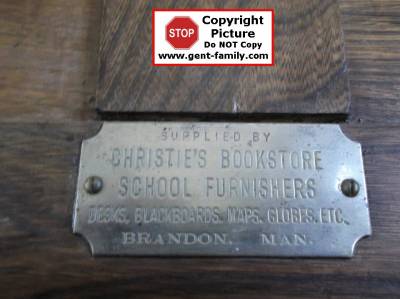 STOP
Copyright
Picture
Do NOT Copy
www.gent-family.com
SUPPLIED BY
CHRISTIE'S BOOKSTORE
SCHOOL FURNISHERS
DESKS, BLACKBOARDS, MAPS, GLOBES, ETC.
BRANDON, MAN.